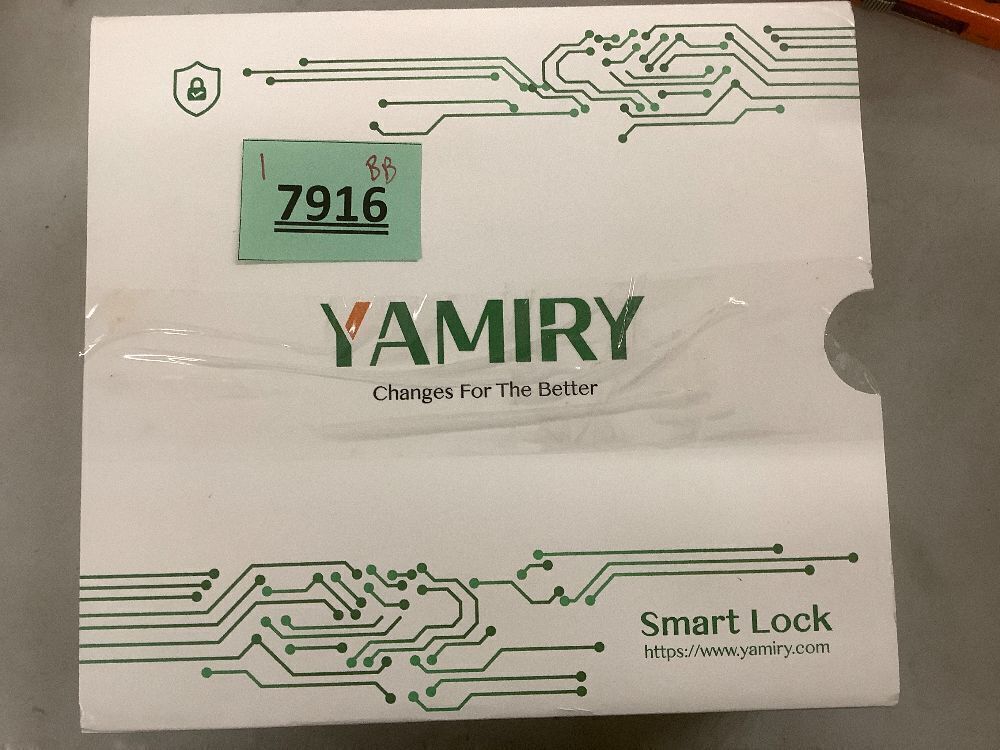 1 BB
7916
YAMIRY
Changes For The Better
Smart Lock
https://www.yamiry.com